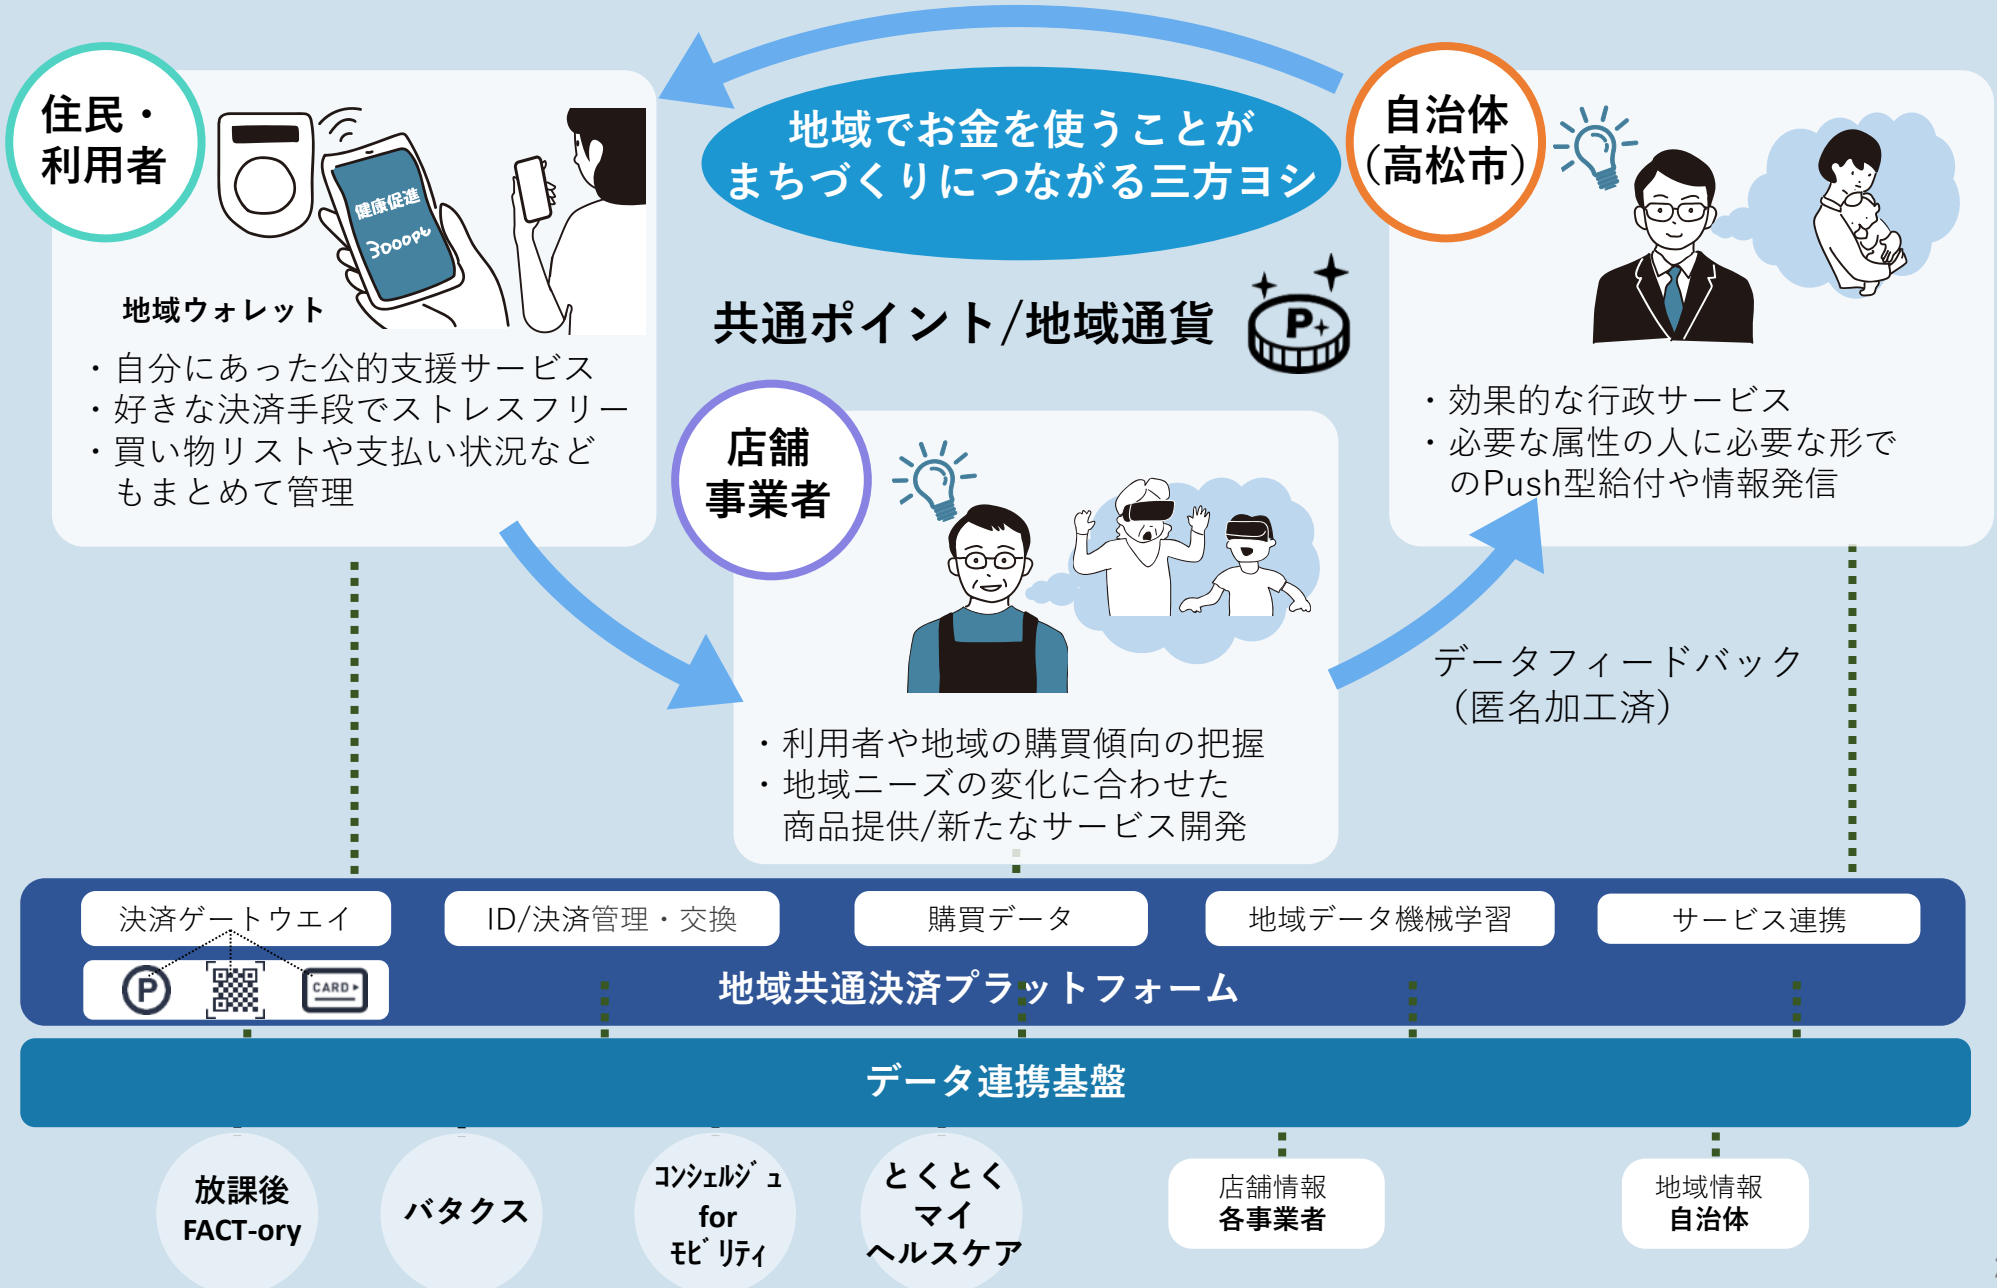 住民・
利用者
健康促進
3000pt
地域ウォレット
・自分にあった公的支援サービス
・好きな決済手段でストレスフリー
・買い物リストや支払い状況など
もまとめて管理
地域でお金を使うことが
まちづくりにつながる三方ヨシ
共通ポイント/地域通貨
P+
自治体
(高松市)
・効果的な行政サービス
・必要な属性の人に必要な形で
のPush型給付や情報発信
店舗
事業者
・利用者や地域の購買傾向の把握
・地域ニーズの変化に合わせた
商品提供/新たなサービス開発
データフィードバック
（匿名加工済）
決済ゲートウエイ
ID/決済管理・交換
購買データ
地域データ機械学習
サービス連携
P
CARD
地域共通決済プラットフォーム
データ連携基盤
放課後
FACT-ory
バタクス
ｺﾝｼｪﾙｼﾞｭ
for
ﾓﾋﾞﾘﾃｨ
とくとく
マイ
ヘルスケア
店舗情報
各事業者
地域情報
自治体